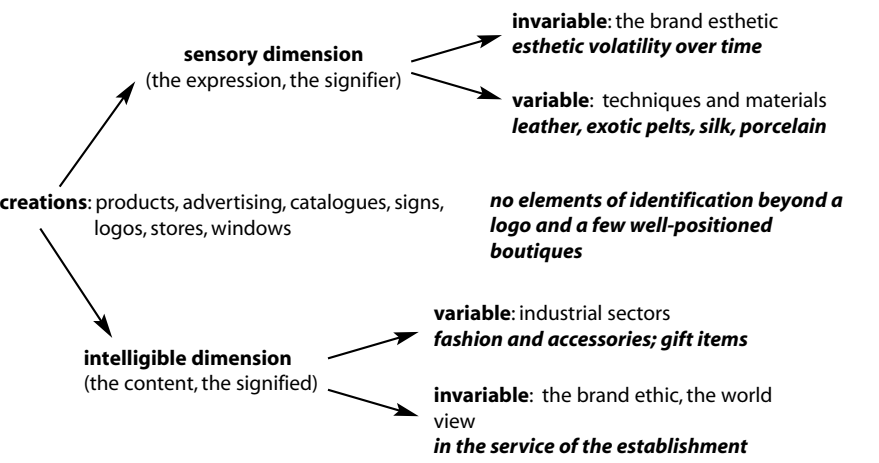 invariable: the brand esthetic
esthetic volatility over time
sensory dimension
(the expression, the signifier)
variable: techniques and materials
leather, exotic pelts, silk, porcelain
creations: products, advertising, catalogues, signs,
logos, stores, windows
no elements of identification beyond a
logo and a few well-positioned
boutiques
variable: industrial sectors
fashion and accessories; gift items
intelligible dimension
(the content, the signified)
invariable: the brand ethic, the world
view
in the service of the establishment